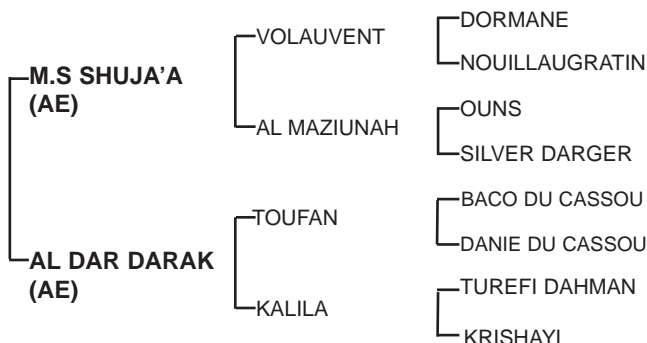 M.S SHUJA’A
(AE)
AL DAR DARAK
(AE)
VOLAUVENT
AL MAZIUNAH
TOUFAN
KALILA
DORMANE
NOUILLAUGRATIN
OUNS
SILVER DARGER
BACO DU CASSOU
DANIE DU CASSOU
TUREFI DAHMAN
KRISHAYI